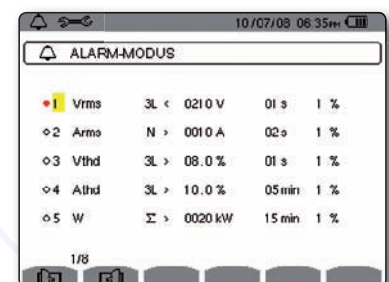 10/07/08 06:35PM
ALARM-MODUS
1 Vrms 3L < 0210 V 01 s 1 %
2 Arms N > 0010 A 02 s
3 Vthd 3L > 08.0 % 01 s 1 %
4 Athd 3L > 10.0 % 05 min 1 %
5 W Σ > 0020 kW 15 min 1 %
1/8